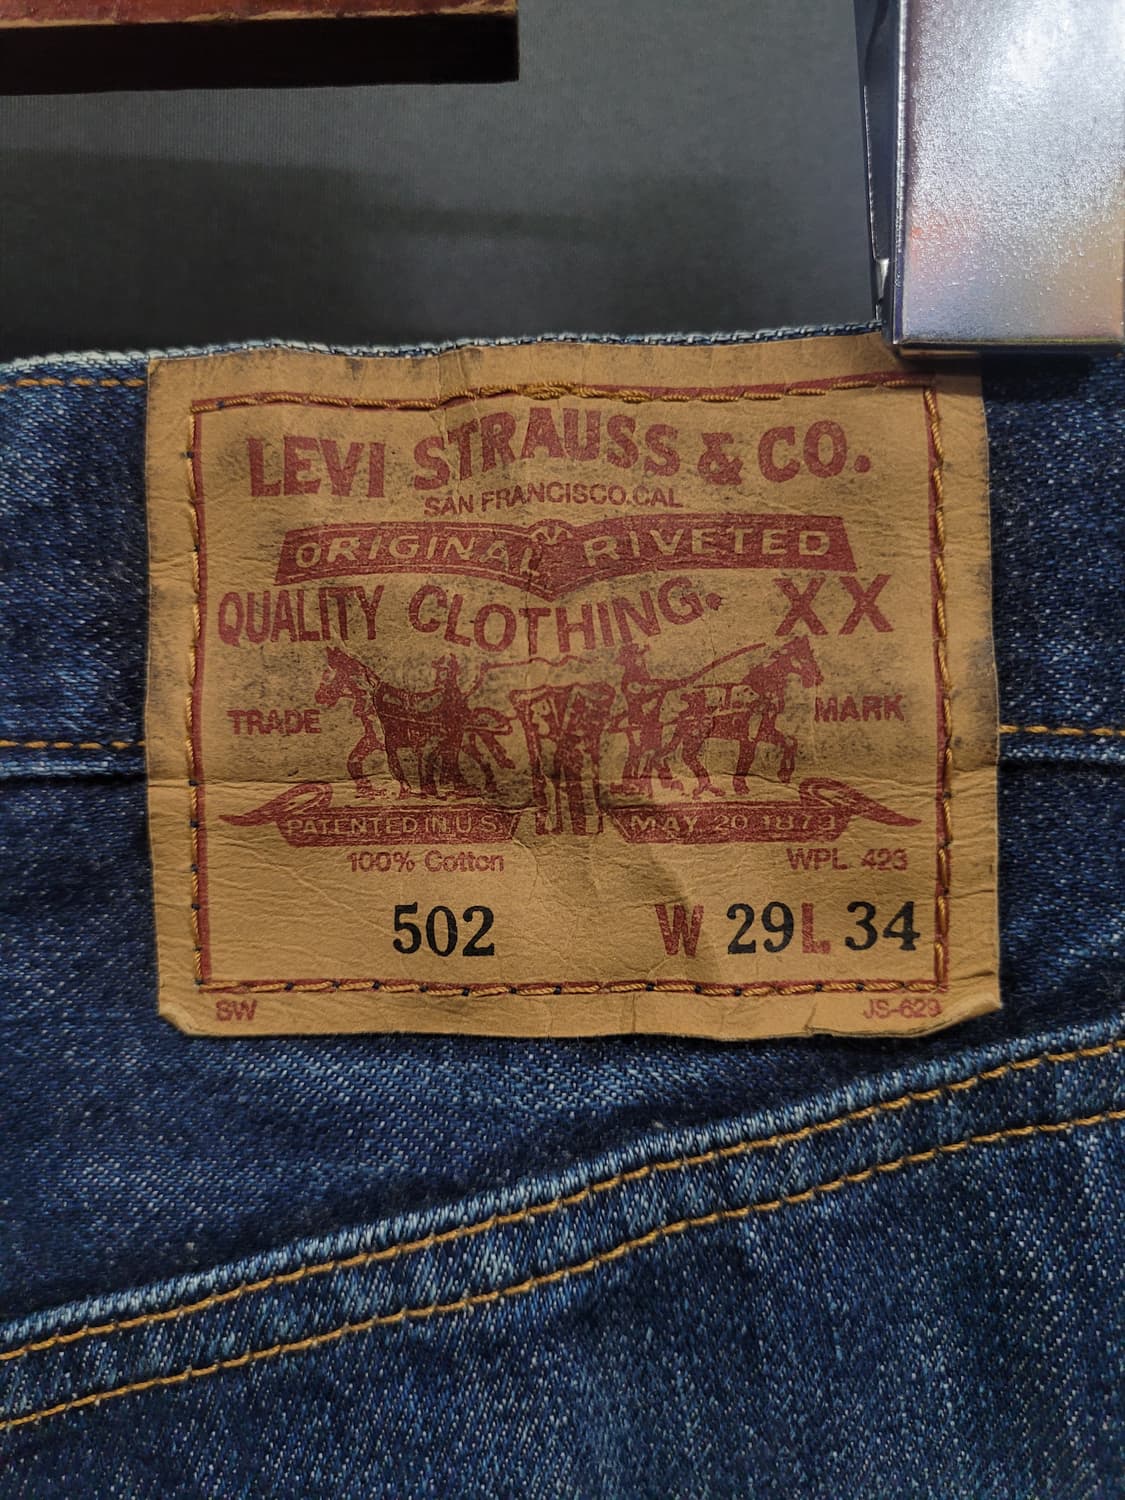 LEVI STRAUSS & CO.
SAN FRANCISCO.CAL
ORIGINAL RIVETED
QUALITY CLOTHING. XX
TRADE MARK
PATENTED IN U S MAY 20 1873
100% Cotton WPL 423
502 W 29 L 34
SW JS-629